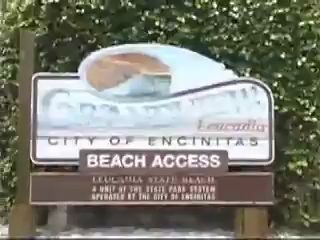 Leucadia
CITY OF ENCINITAS
BEACH ACCESS
LEUCADIA STATE BEACH
A UNIT OF THE STATE PARK SYSTEM
OPERATED BY THE CITY OF ENCINITAS